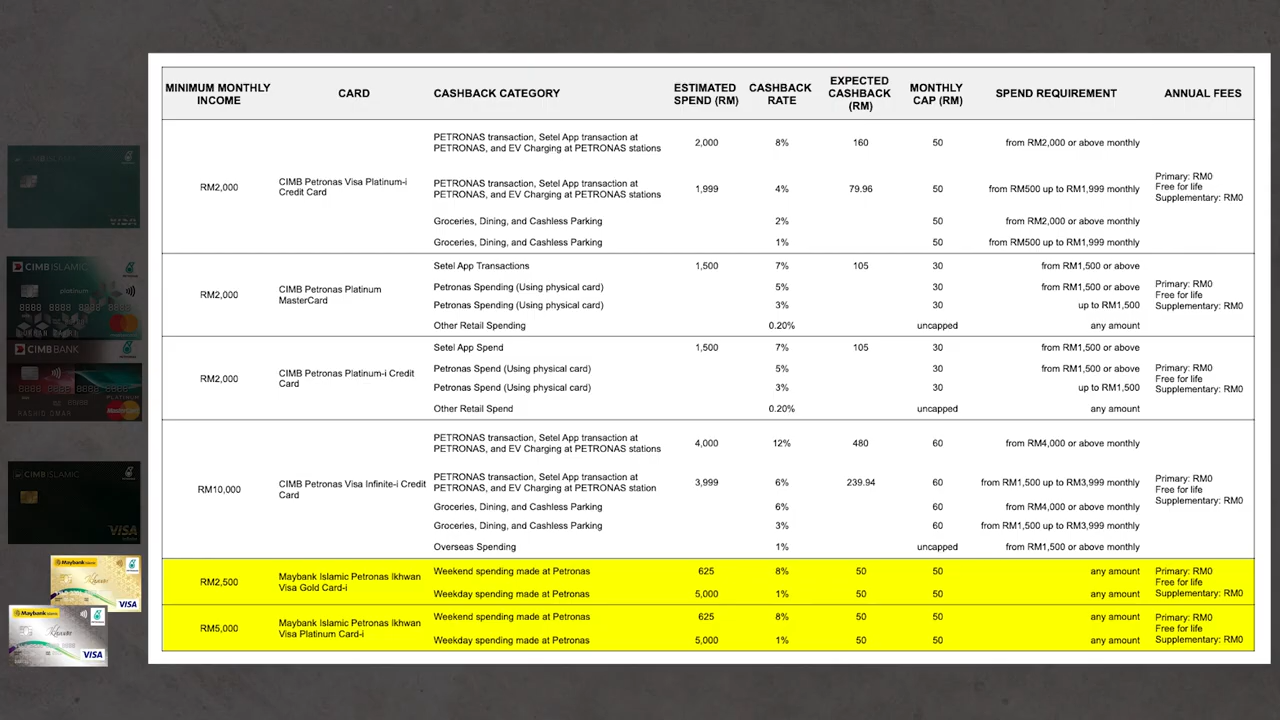 MINIMUM MONTHLY INCOME CARD CASHBACK CATEGORY ESTIMATED SPEND (RM) CASHBACK RATE EXPECTED CASHBACK (RM) MONTHLY CAP (RM) SPEND REQUIREMENT ANNUAL FEES
RM2,000
CIMB Petronas Visa Platinum-i
Credit Card
PETRONAS transaction, Setel App transaction at
PETRONAS, and EV Charging at PETRONAS stations
2,000 8% 160 50 from RM2,000 or above monthly
PETRONAS transaction, Setel App transaction at
PETRONAS, and EV Charging at PETRONAS stations
1,999 4% 79.96 50 from RM500 up to RM1,999 monthly
Groceries, Dining, and Cashless Parking 2% 50 from RM2,000 or above monthly
Groceries, Dining, and Cashless Parking 1% 50 from RM500 up to RM1,999 monthly
Primary: RM0
Free for life
Supplementary: RM0
RM2,000
CIMB Petronas Platinum
MasterCard
Setel App Transactions 1,500 7% 105 30 from RM1,500 or above
Petronas Spending (Using physical card) 5% 30 from RM1,500 or above
Petronas Spending (Using physical card) 3% 30 up to RM1,500
Other Retail Spending 0.20% uncapped any amount
Primary: RM0
Free for life
Supplementary: RM0
RM2,000
CIMB Petronas Platinum-i Credit
Card
Setel App Spend 1,500 7% 105 30 from RM1,500 or above
Petronas Spend (Using physical card) 5% 30 from RM1,500 or above
Petronas Spend (Using physical card) 3% 30 up to RM1,500
Other Retail Spend 0.20% uncapped any amount
Primary: RM0
Free for life
Supplementary: RM0
RM10,000
CIMB Petronas Visa Infinite-i Credit
Card
PETRONAS transaction, Setel App transaction at
PETRONAS, and EV Charging at PETRONAS stations
4,000 12% 480 60 from RM4,000 or above monthly
PETRONAS transaction, Setel App transaction at
PETRONAS, and EV Charging at PETRONAS station
3,999 6% 239.94 60 from RM1,500 up to RM3,999 monthly
Groceries, Dining, and Cashless Parking 6% 60 from RM4,000 or above monthly
Groceries, Dining, and Cashless Parking 3% 60 from RM1,500 up to RM3,999 monthly
Overseas Spending 1% uncapped from RM1,500 or above monthly
Primary: RM0
Free for life
Supplementary: RM0
RM2,500
Maybank Islamic Petronas Ikhwan
Visa Gold Card-i
Weekend spending made at Petronas 625 8% 50 50 any amount
Weekday spending made at Petronas 5,000 1% 50 50 any amount
Primary: RM0
Free for life
Supplementary: RM0
RM5,000
Maybank Islamic Petronas Ikhwan
Visa Platinum Card-i
Weekend spending made at Petronas 625 8% 50 50 any amount
Weekday spending made at Petronas 5,000 1% 50 50 any amount
Primary: RM0
Free for life
Supplementary: RM0
CIMB ISLAMIC
VISA
CIMB ISLAMIC
platinum
CIMB BANK
PLATINUM
CIMB ISLAMIC
VISA
Maybank
Ikhwan
VISA
Maybank
Ikhwan
VISA